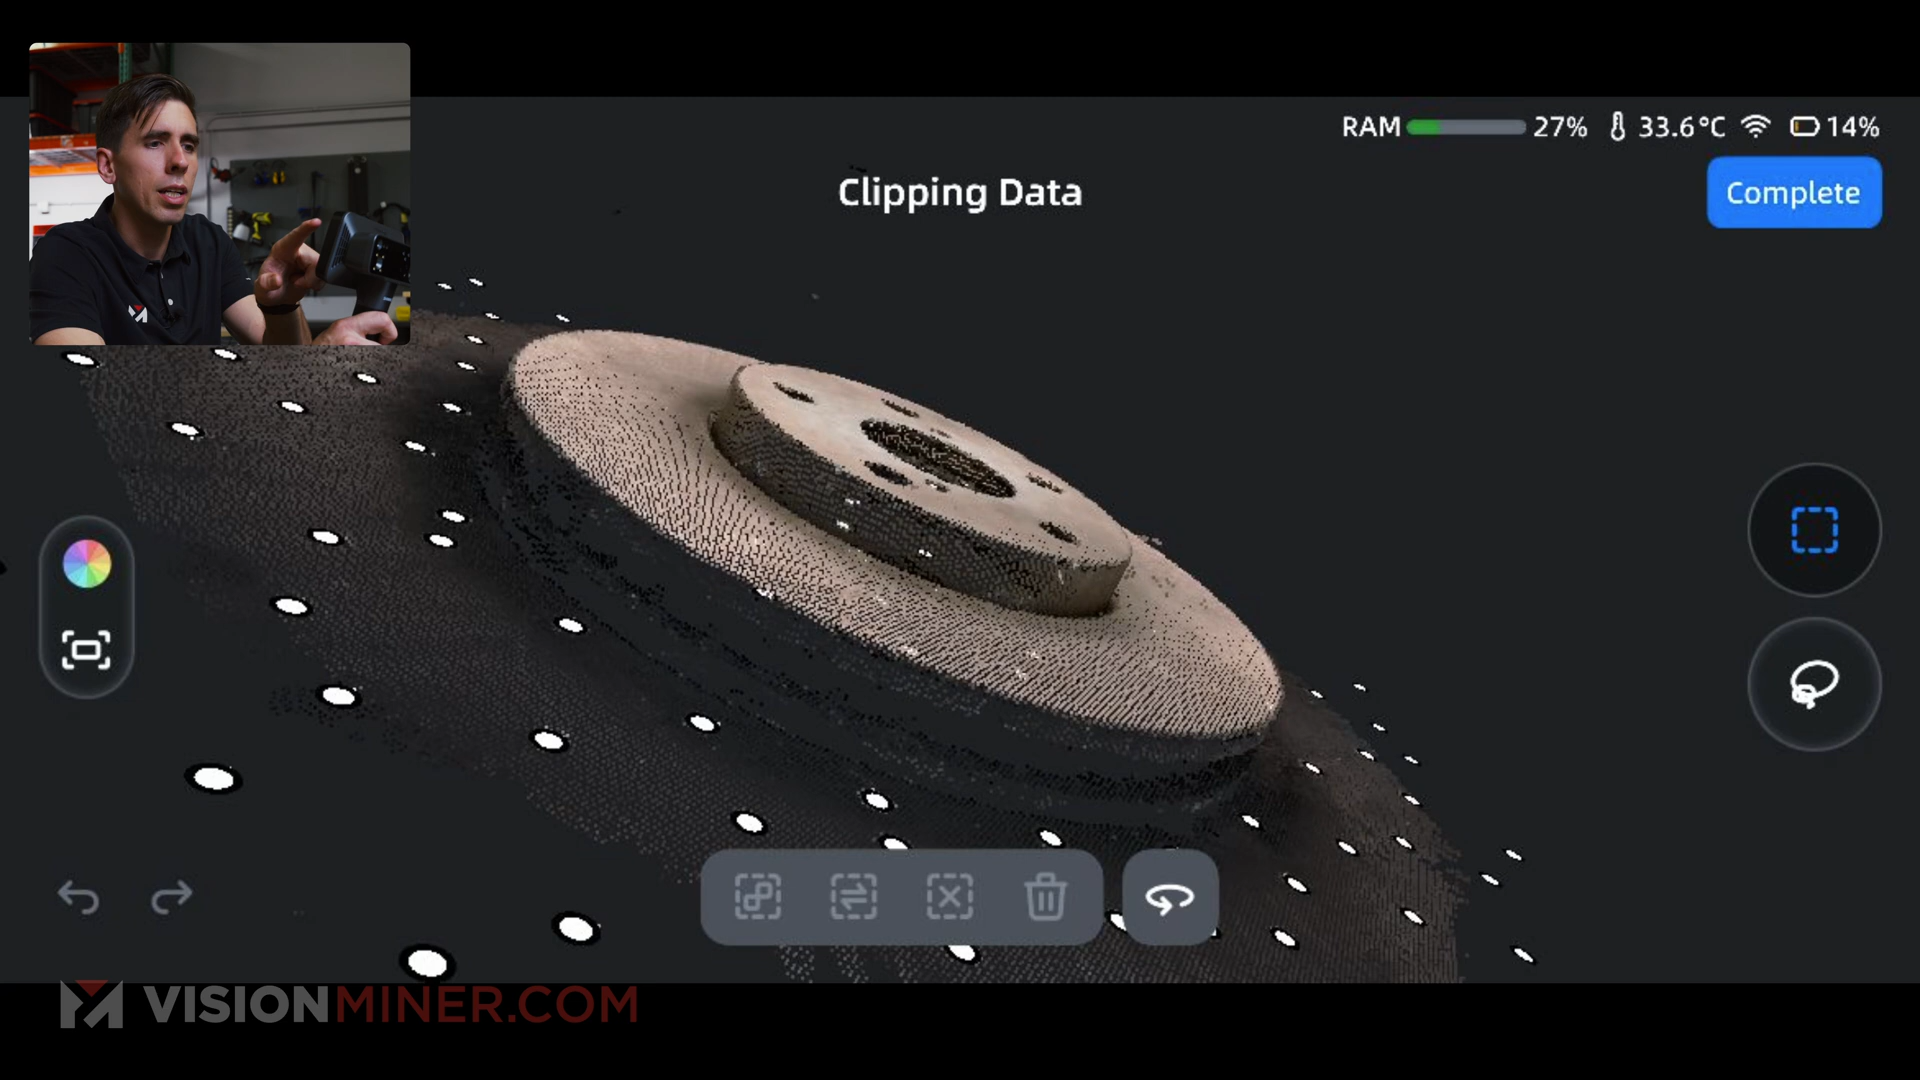 RAM 27% 33.6°C 14%
Clipping Data
Complete
VISIONMINER.COM